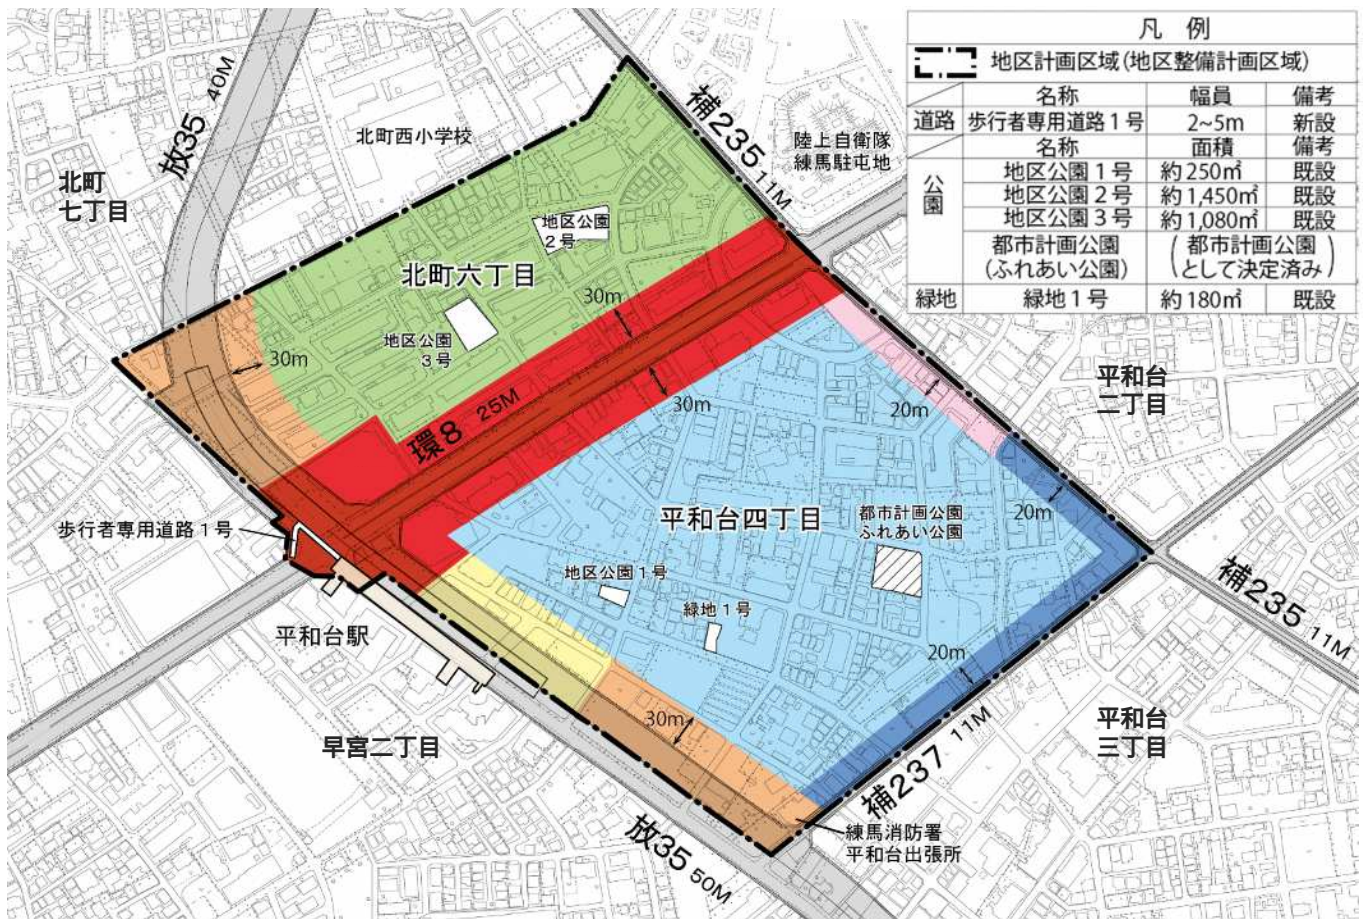 凡 例
地区計画区域(地区整備計画区域)
名称 幅員 備考
道路 歩行者専用道路1号 2~5m 新設
名称 面積 備考
公園
地区公園1号 約250㎡ 既設
地区公園2号 約1,450㎡ 既設
地区公園3号 約1,080㎡ 既設
都市計画公園
(ふれあい公園)
(都市計画公園
として決定済み)
緑地 緑地1号 約180㎡ 既設
放35 40M
北町西小学校
補235 11M
陸上自衛隊
練馬駐屯地
北町
七丁目
地区公園
2号
北町六丁目
30m
地区公園
3号
30m
環8 25M
30m
20m
平和台
二丁目
歩行者専用道路1号
平和台四丁目
都市計画公園
ふれあい公園
20m
地区公園1号
緑地1号
補235 11M
平和台駅
20m
30m
早宮二丁目
補237 11M
平和台
三丁目
放35 50M
練馬消防署
平和台出張所